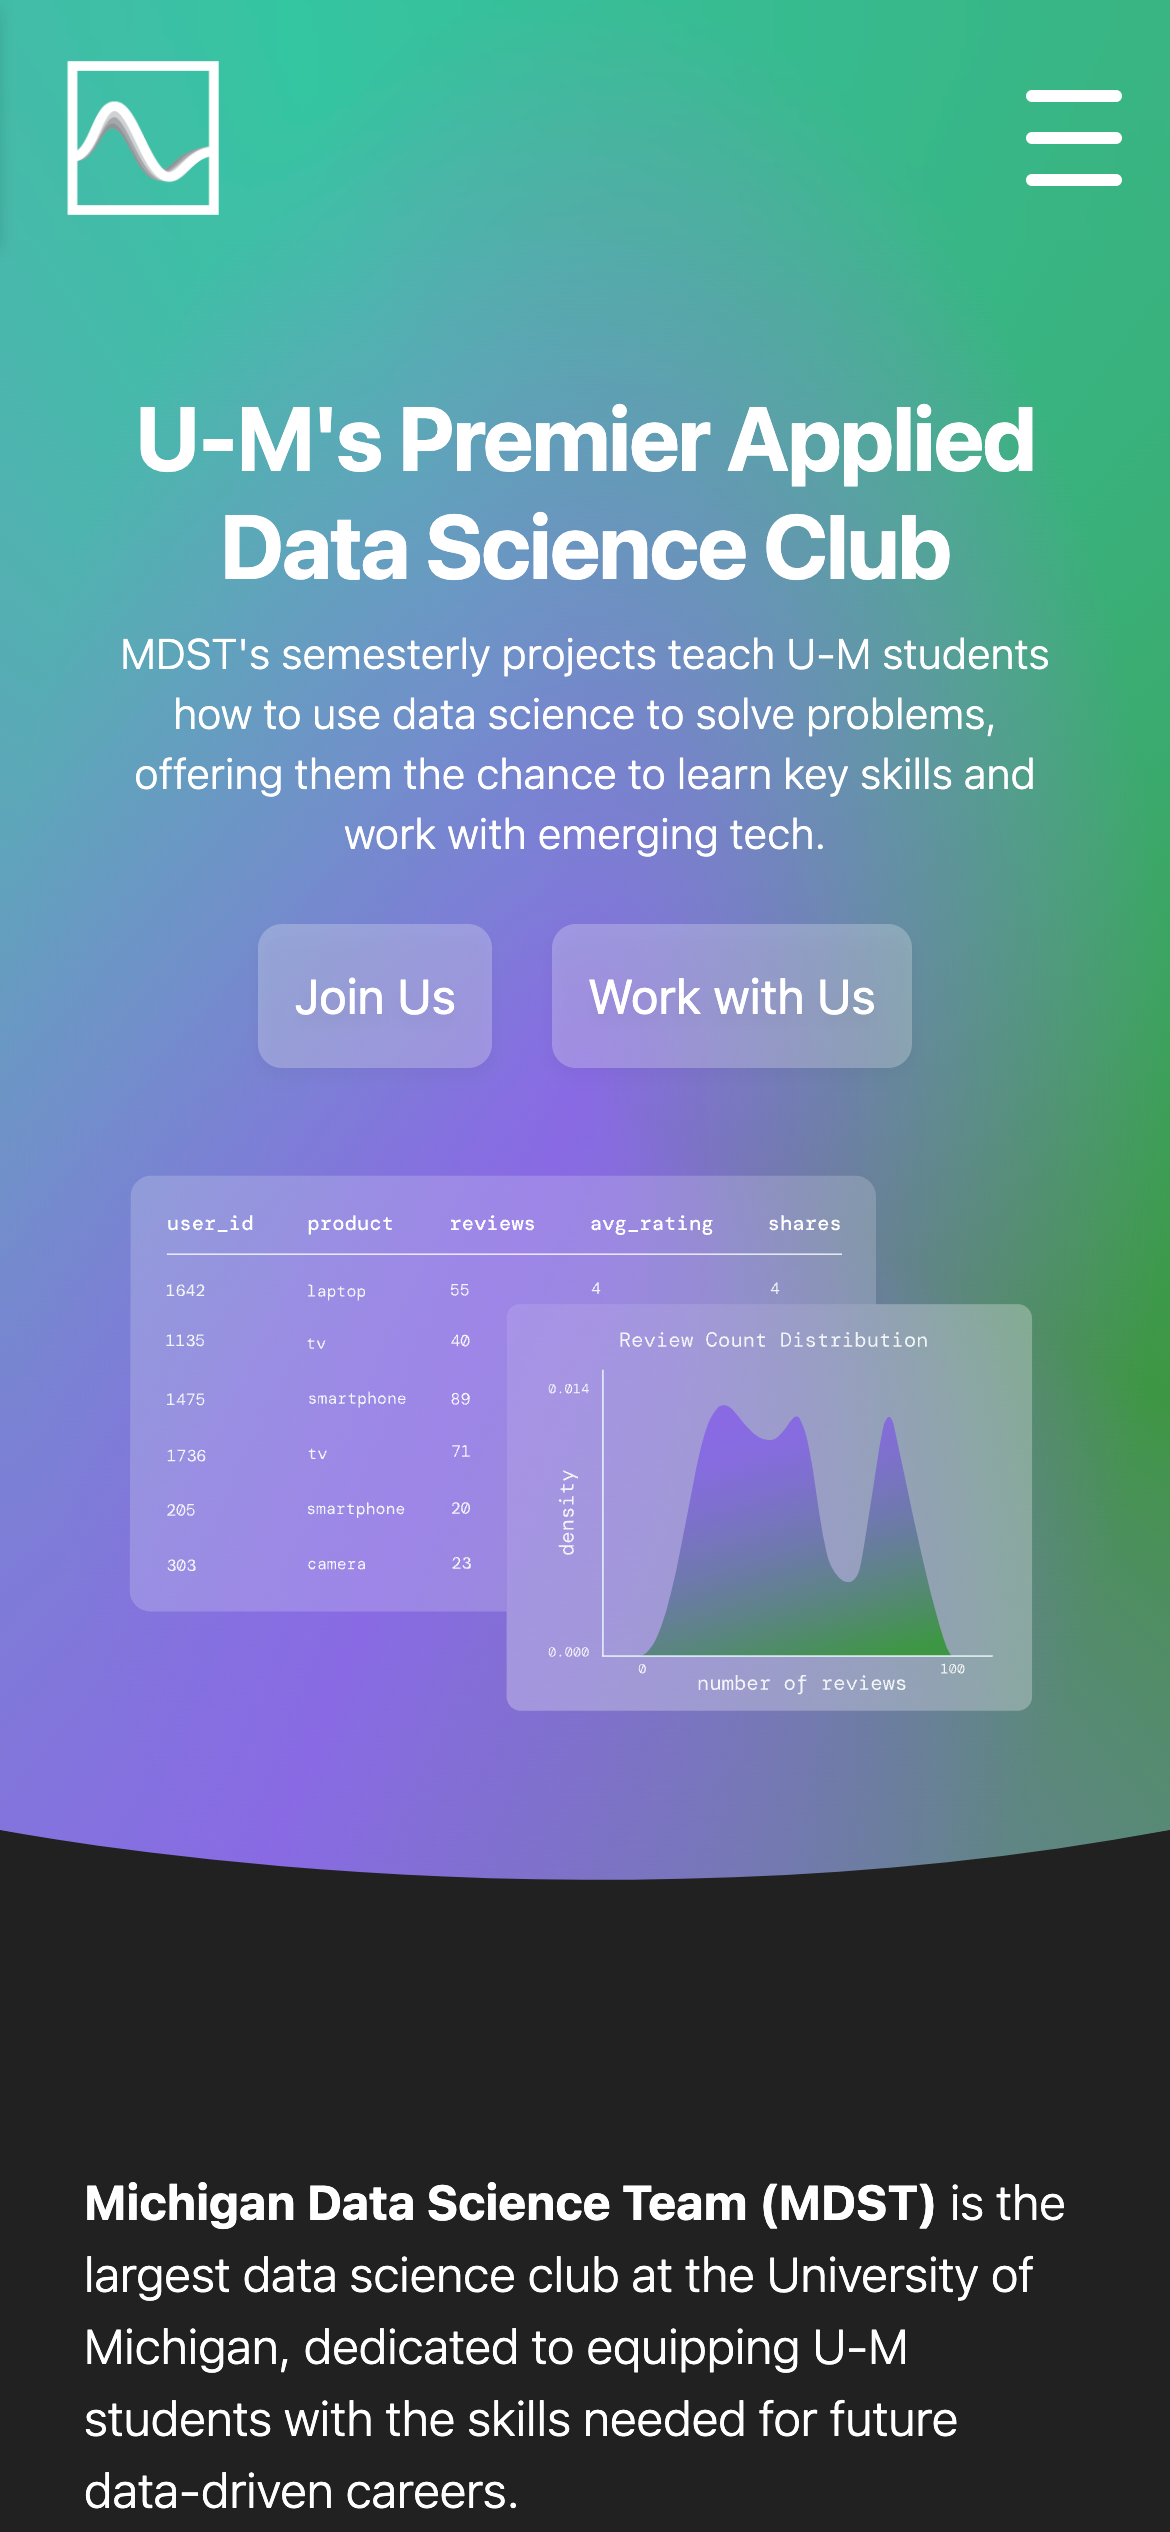 U-M's Premier Applied
Data Science Club
MDST's semesterly projects teach U-M students
how to use data science to solve problems,
offering them the chance to learn key skills and
work with emerging tech.
Join Us
Work with Us
user_id product reviews avg_rating shares
1642 laptop 55 4 4
1135 tv 40
1475 smartphone 89
1736 tv 71
205 smartphone 20
303 camera 23
Review Count Distribution
0.014
density
0.000
0 100
number of reviews
Michigan Data Science Team (MDST) is the
largest data science club at the University of
Michigan, dedicated to equipping U-M
students with the skills needed for future
data-driven careers.